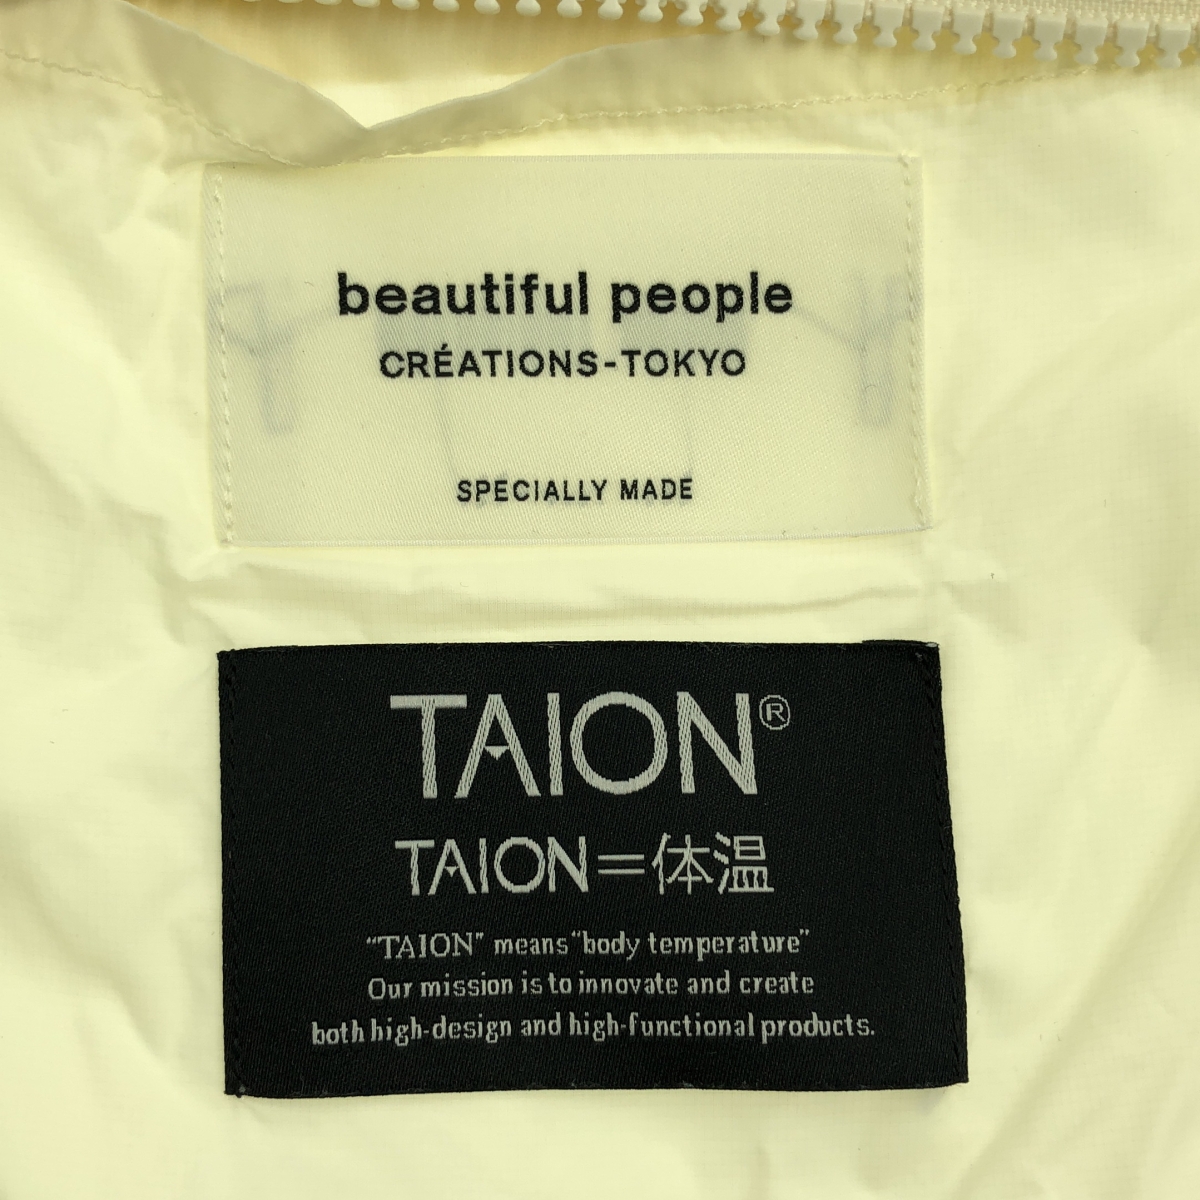 beautiful people
CRÉATIONS-TOKYO
SPECIALLY MADE
TAION®
TAION=体温
"TAION" means "body temperature"
Our mission is to innovate and create
both high-design and high-functional products.